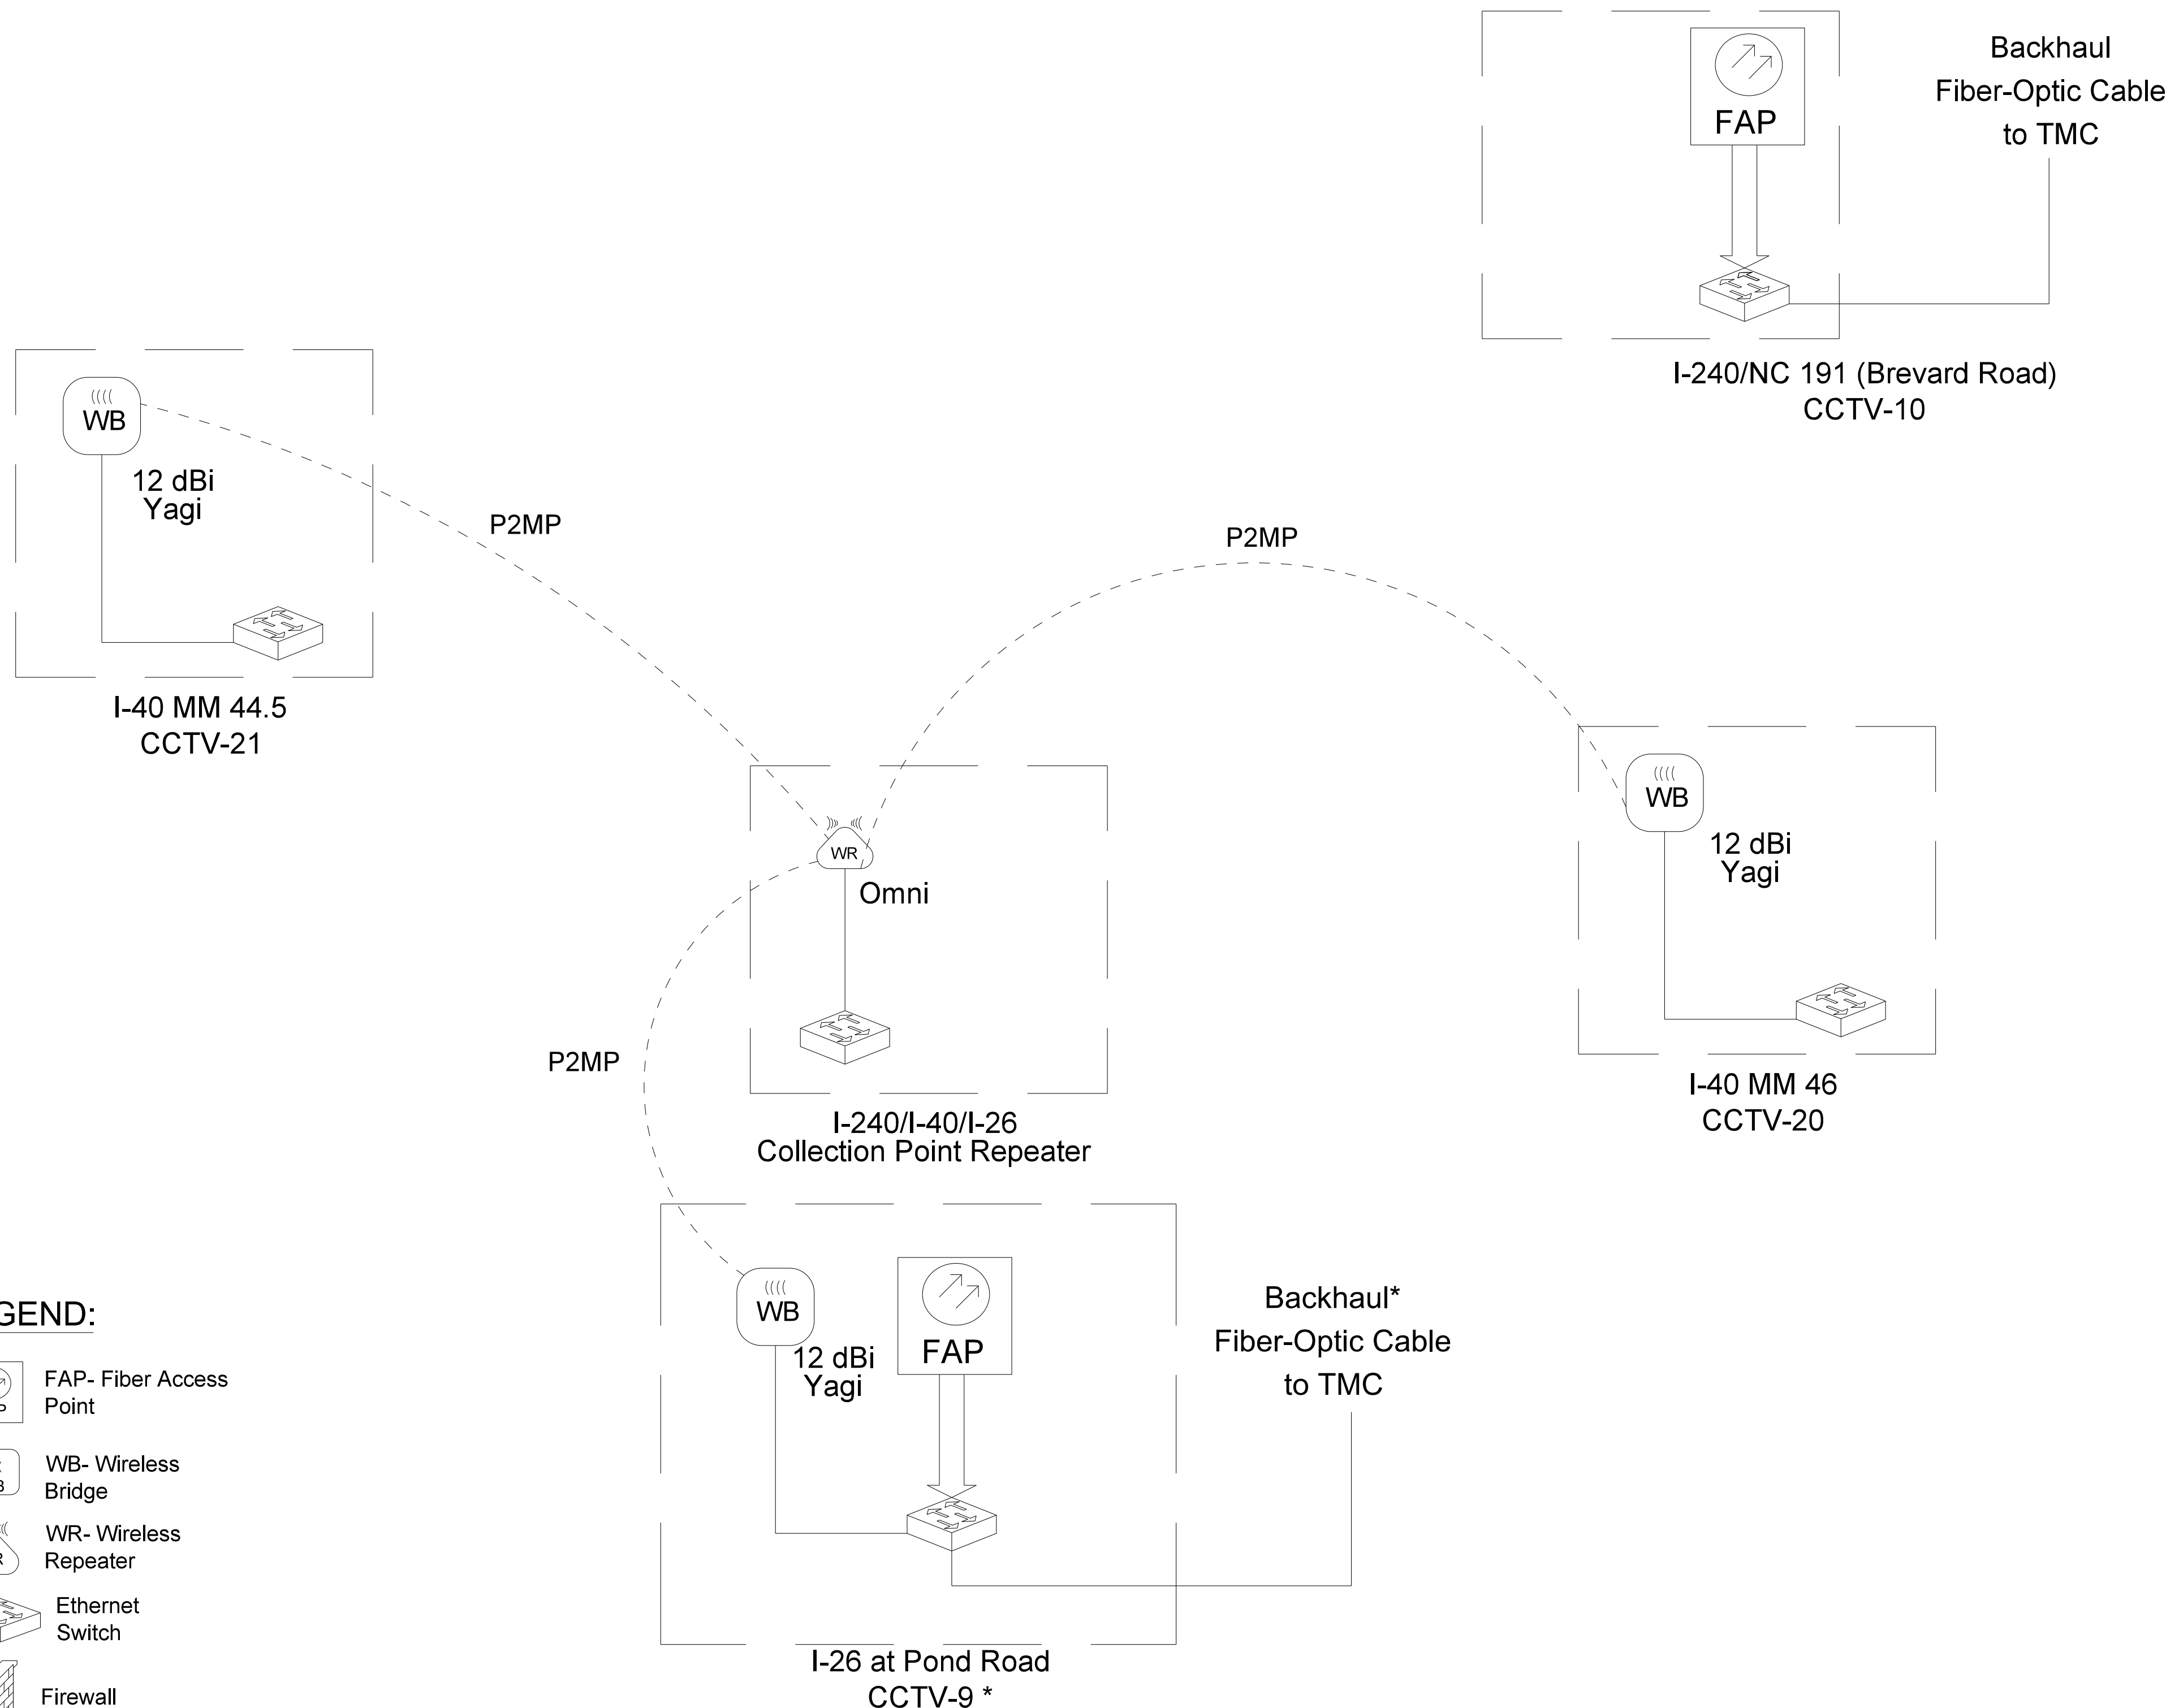 FAP
Backhaul
Fiber-Optic Cable
to TMC
I-240/NC 191 (Brevard Road)
CCTV-10
WB
12 dBi
Yagi
I-40 MM 44.5
CCTV-21
P2MP
P2MP
WB
12 dBi
Yagi
I-40 MM 46
CCTV-20
WR
Omni
P2MP
I-240/I-40/I-26
Collection Point Repeater
WB
12 dBi
Yagi
FAP
Backhaul*
Fiber-Optic Cable
to TMC
I-26 at Pond Road
CCTV-9 *
GEND:
P
FAP- Fiber Access
Point
B
WB- Wireless
Bridge
R
WR- Wireless
Repeater
Ethernet
Switch
Firewall